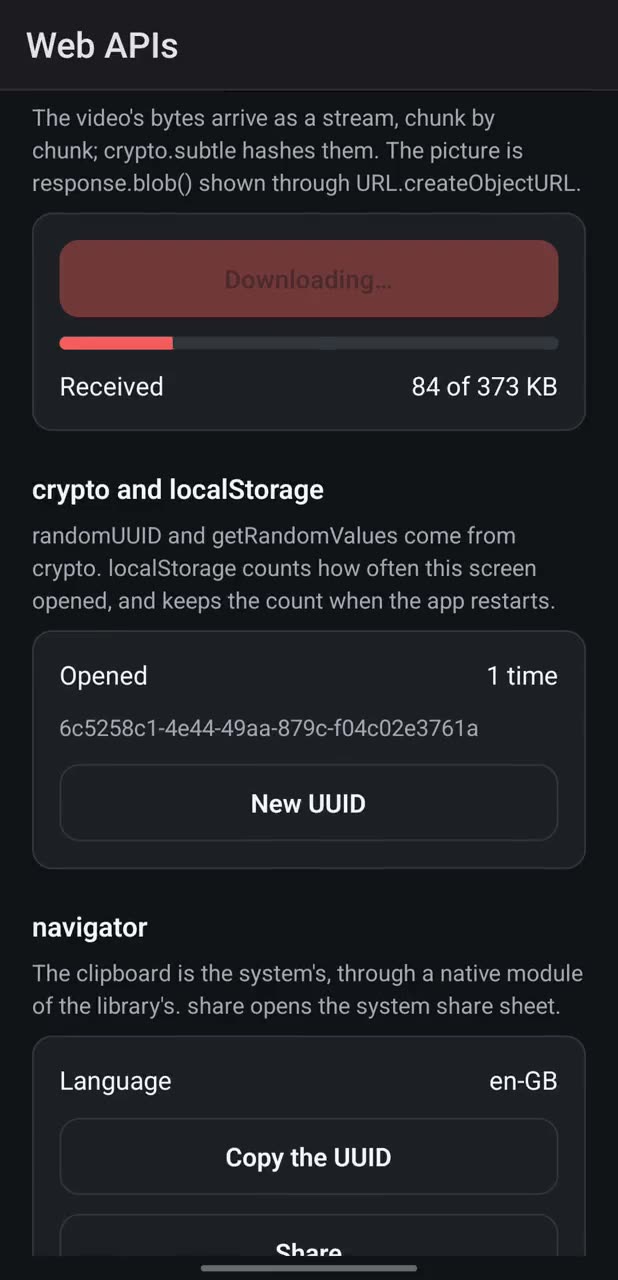 Web APIs
The video's bytes arrive as a stream, chunk by
chunk; crypto.subtle hashes them. The picture is
response.blob() shown through URL.createObjectURL.
Downloading…
Received 84 of 373 KB
crypto and localStorage
randomUUID and getRandomValues come from
crypto. localStorage counts how often this screen
opened, and keeps the count when the app restarts.
Opened 1 time
6c5258c1-4e44-49aa-879c-f04c02e3761a
New UUID
navigator
The clipboard is the system's, through a native module
of the library's. share opens the system share sheet.
Language en-GB
Copy the UUID
Share